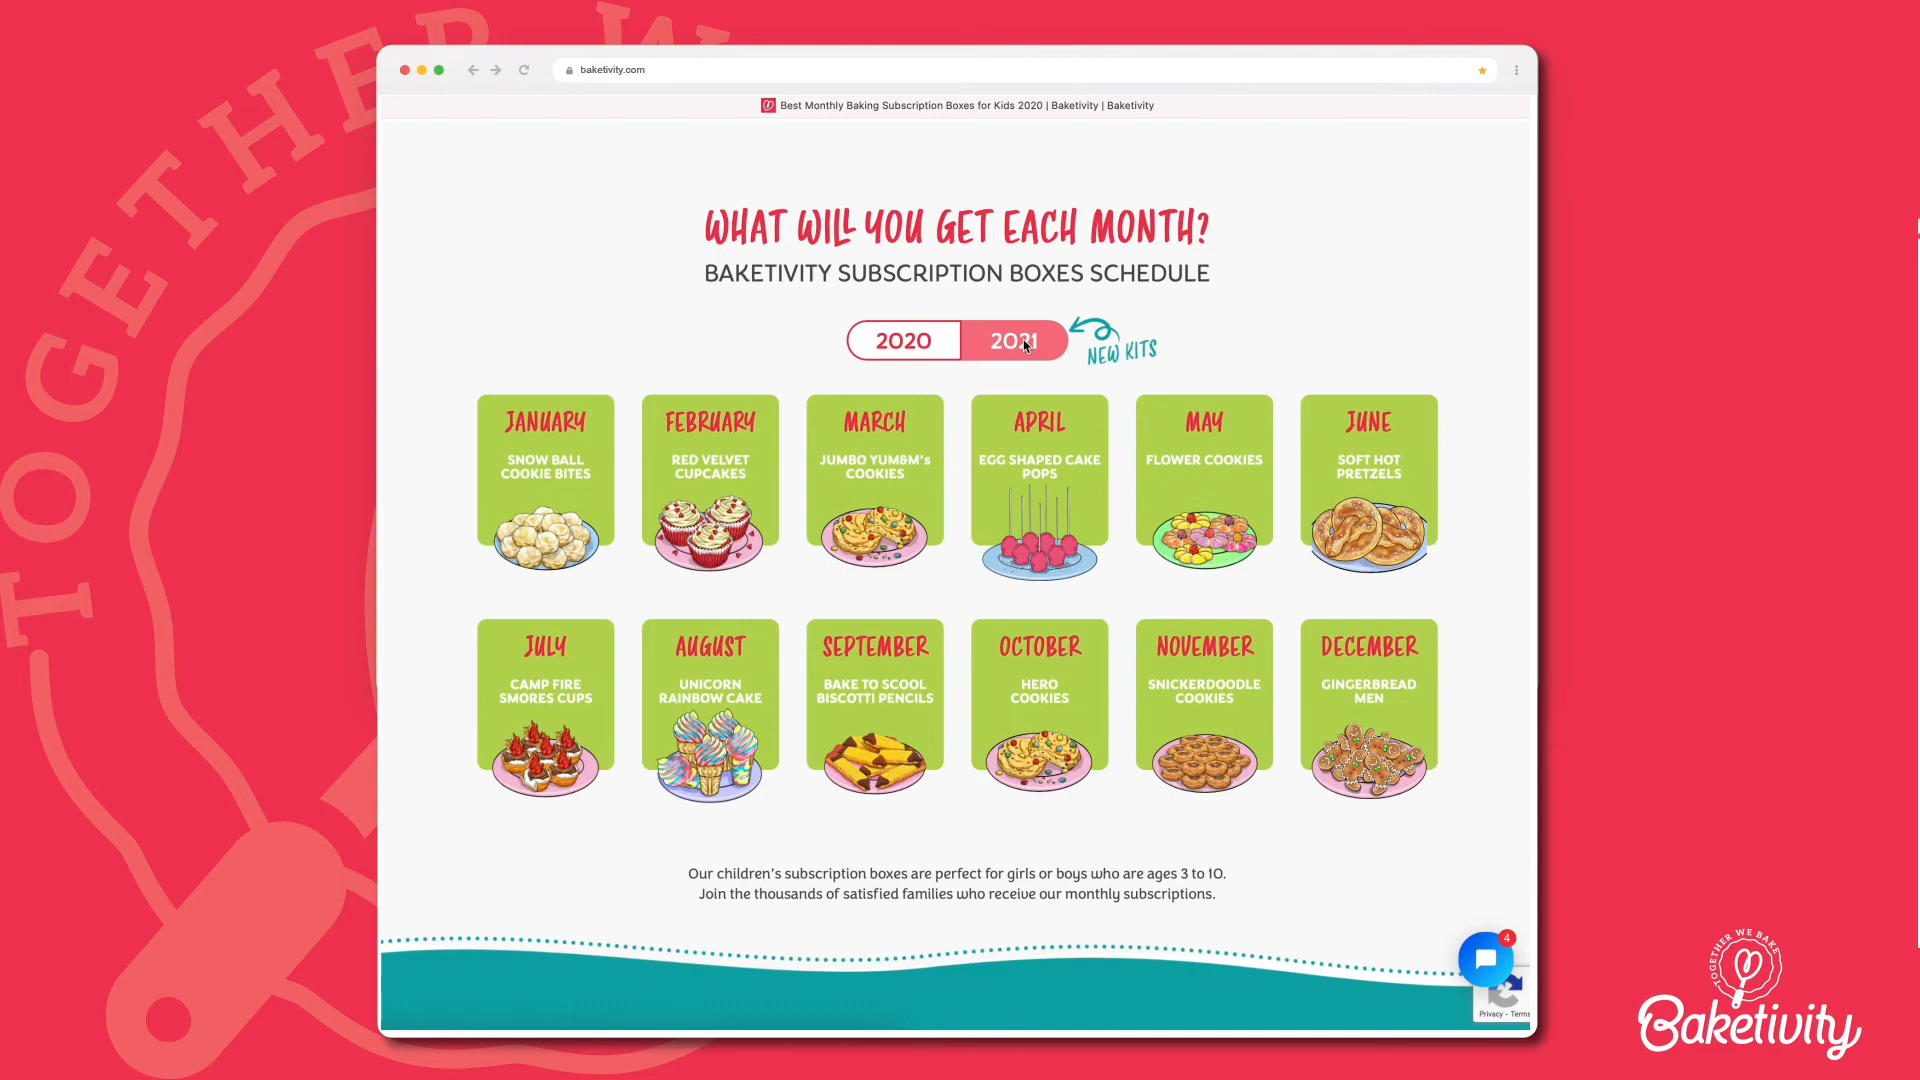 TOGETHER W
baketivity.com
Best Monthly Baking Subscription Boxes for Kids 2020 | Baketivity | Baketivity
WHAT WILL YOU GET EACH MONTH?
BAKETIVITY SUBSCRIPTION BOXES SCHEDULE
2020
2021
NEW KITS
JANUARY
SNOW BALL
COOKIE BITES
FEBRUARY
RED VELVET
CUPCAKES
MARCH
JUMBO YUM&M's
COOKIES
APRIL
EGG SHAPED CAKE
POPS
MAY
FLOWER COOKIES
JUNE
SOFT HOT
PRETZELS
JULY
CAMP FIRE
SMORES CUPS
AUGUST
UNICORN
RAINBOW CAKE
SEPTEMBER
BAKE TO SCOOL
BISCOTTI PENCILS
OCTOBER
HERO
COOKIES
NOVEMBER
SNICKERDOODLE
COOKIES
DECEMBER
GINGERBREAD
MEN
Our children's subscription boxes are perfect for girls or boys who are ages 3 to 10.
Join the thousands of satisfied families who receive our monthly subscriptions.
4
Privacy - Terms
TOGETHER WE BAKE
Baketivity